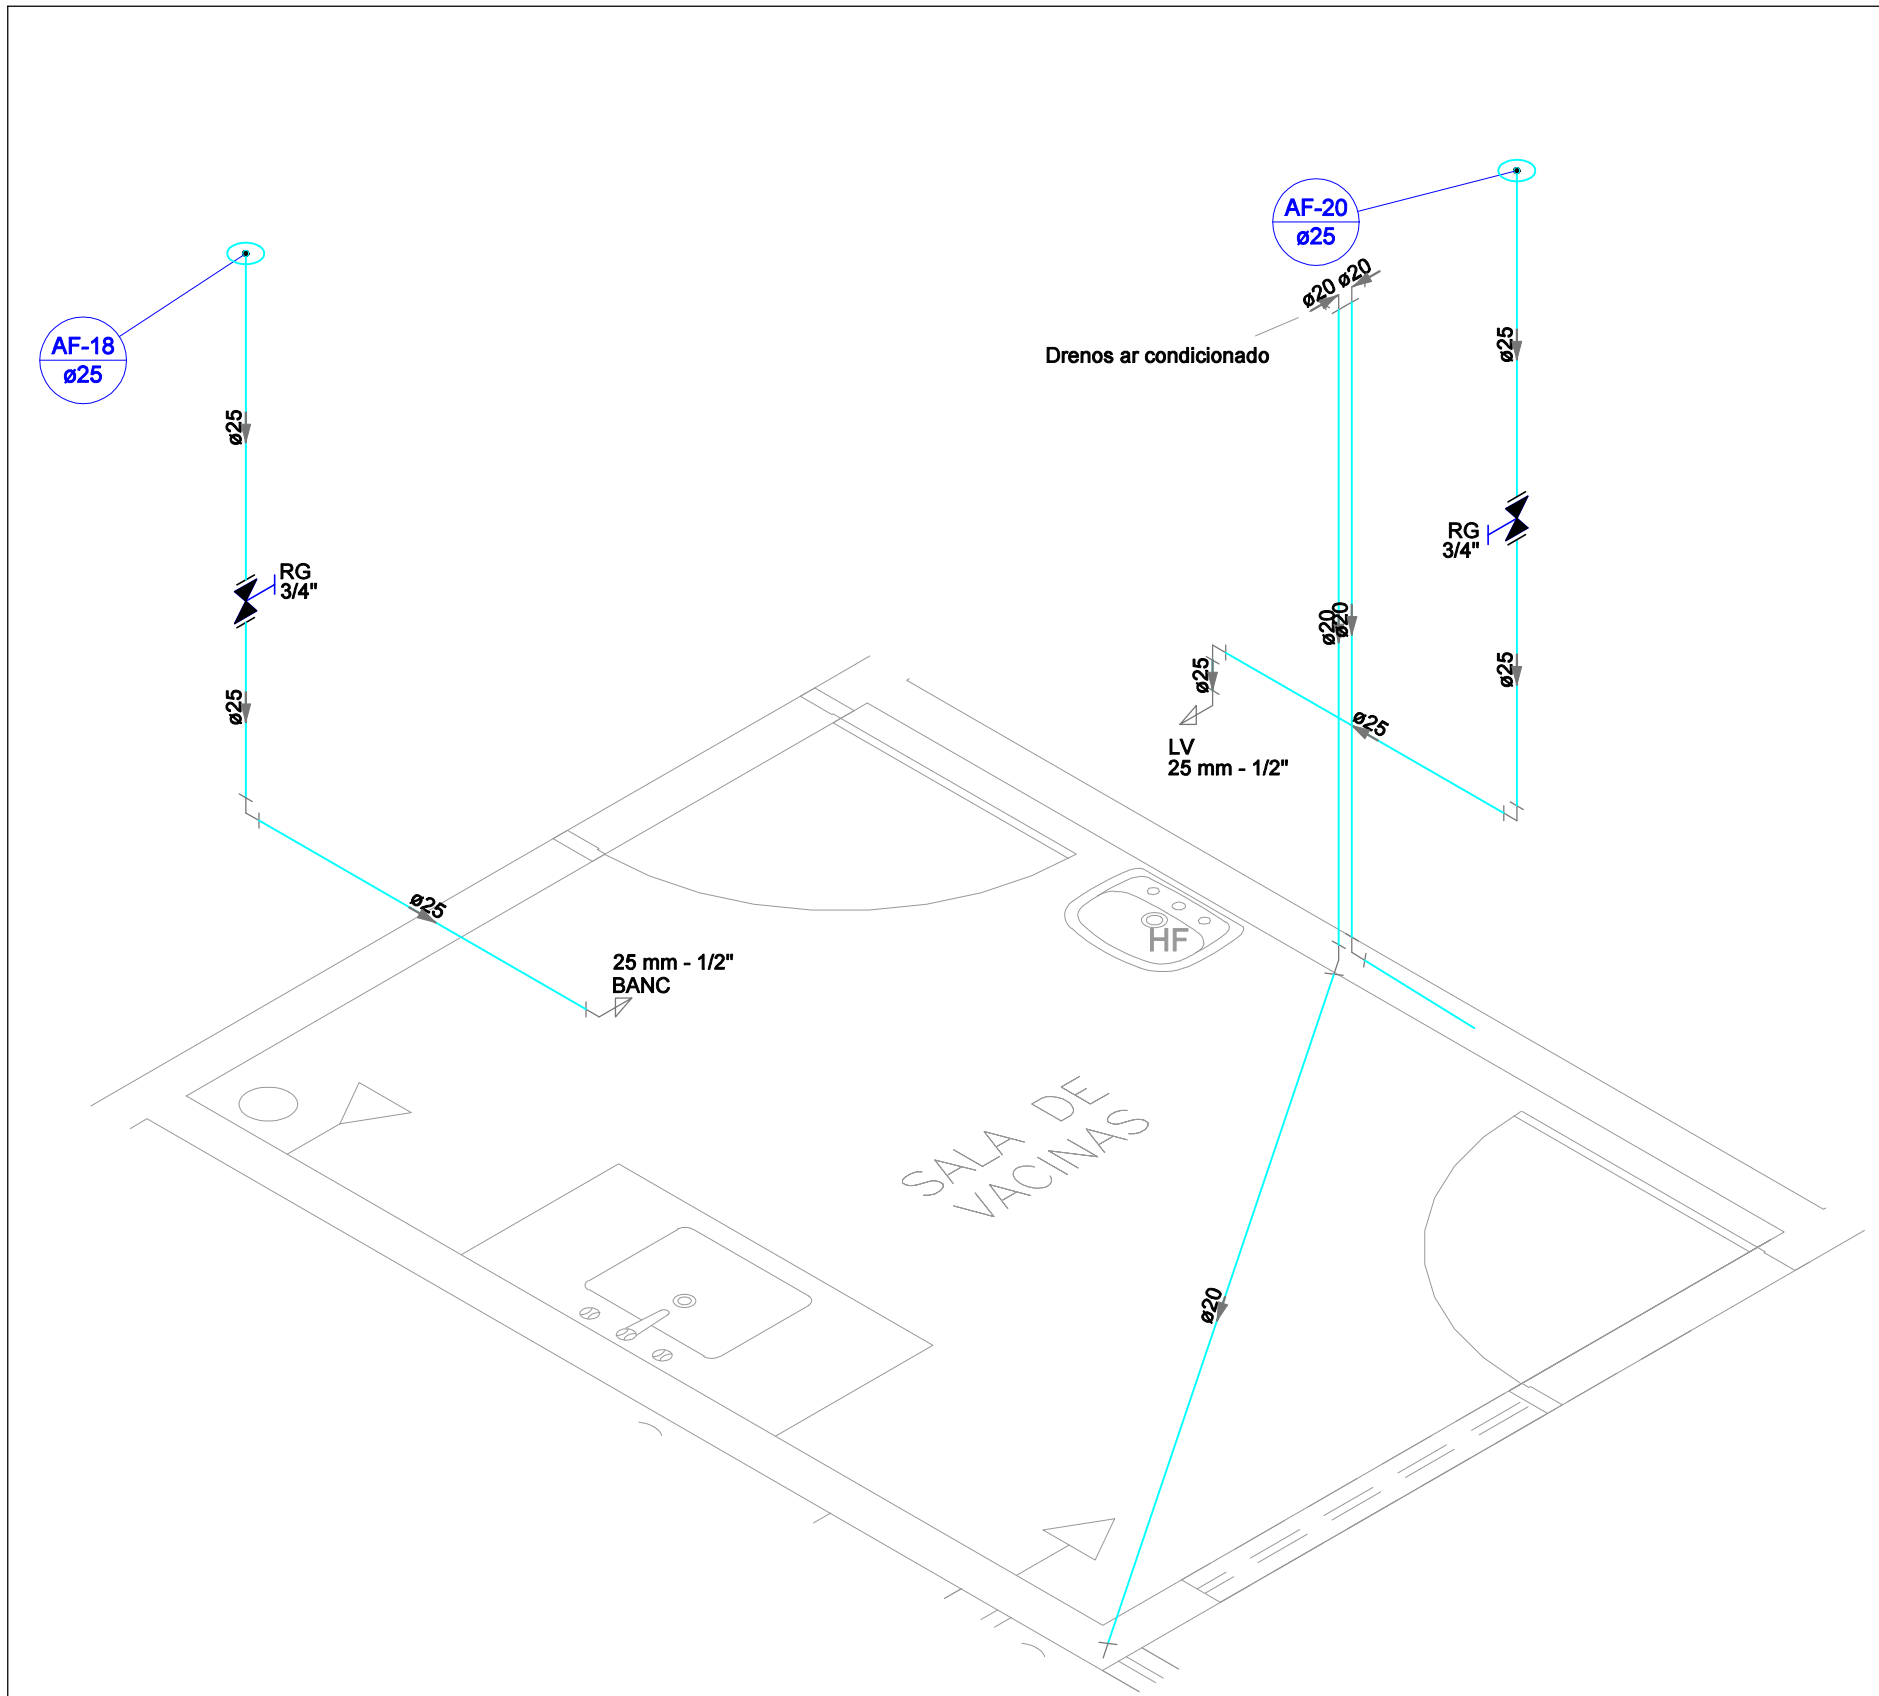 AF-20
ø25
ø20
ø20
AF-18
ø25
Drenos ar condicionado
ø25
ø25
RG
3/4"
RG
3/4"
ø20
ø20
ø25
ø25
ø25
ø25
LV
25 mm - 1/2"
ø25
25 mm - 1/2"
BANC
HF
SALA DE
VACINAS
ø20